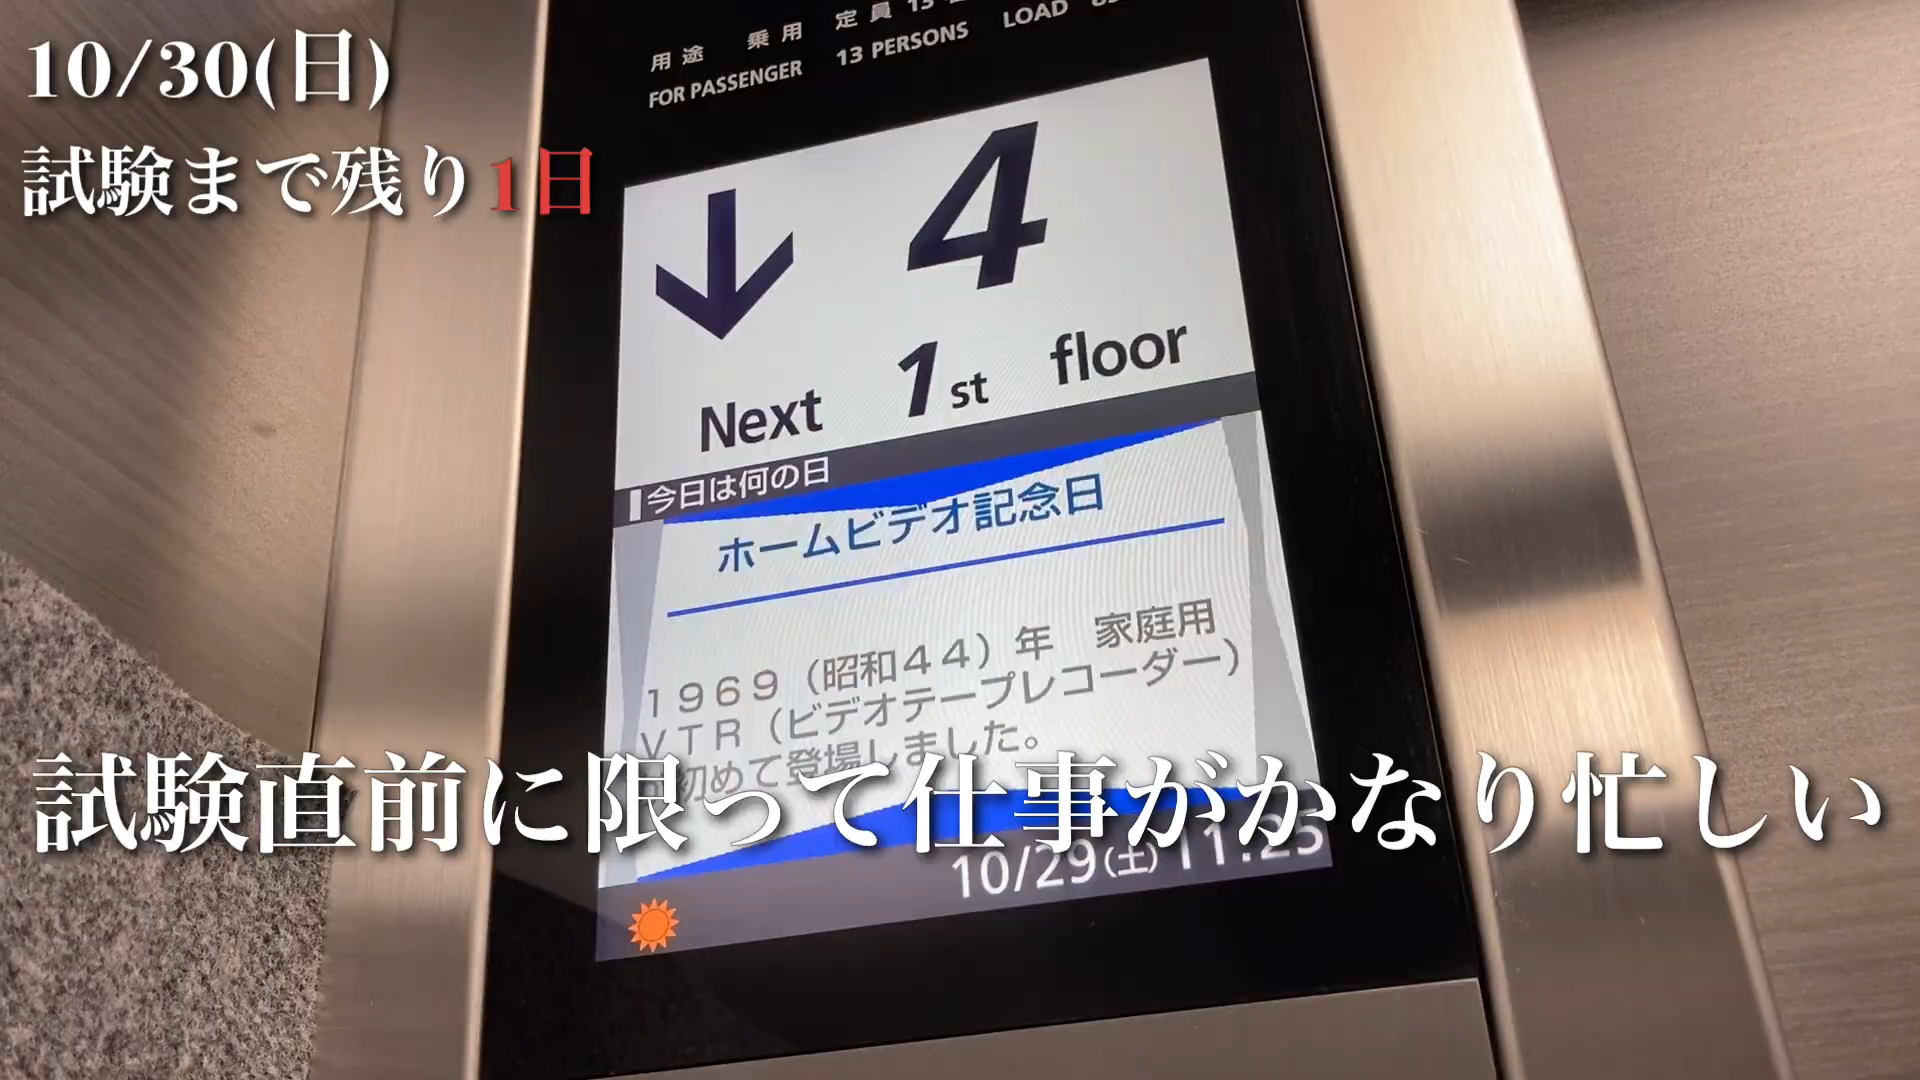 10/30(日)
試験まで残り1日
用途 乗用 定員 13
FOR PASSENGER 13 PERSONS LOAD
↓ 4
Next 1st floor
今日は何の日
ホームビデオ記念日
1969(昭和44)年 家庭用
VTR(ビデオテープレコーダー)
初めて登場しました。
試験直前に限って仕事がかなり忙しい
10/29(土) 11:25